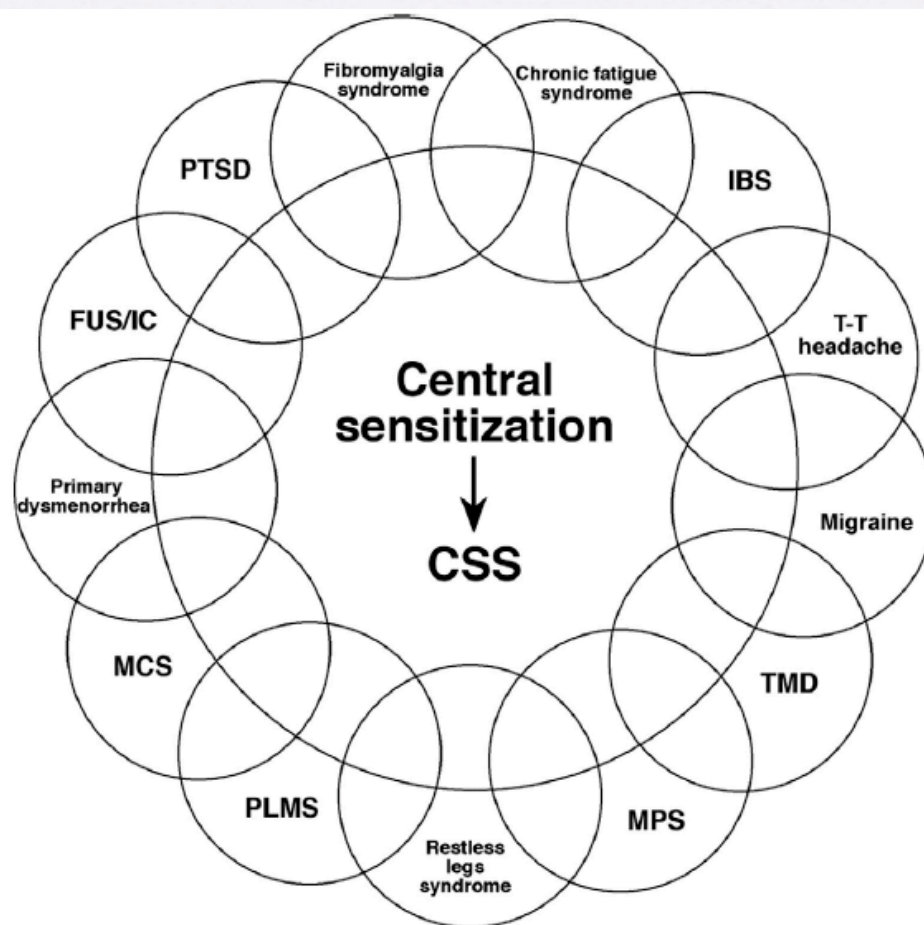 Fibromyalgia
syndrome
Chronic fatigue
syndrome
PTSD
IBS
FUS/IC
T-T
headache
Central
sensitization
CSS
Primary
dysmenorrhea
Migraine
MCS
TMD
PLMS
MPS
Restless
legs
syndrome